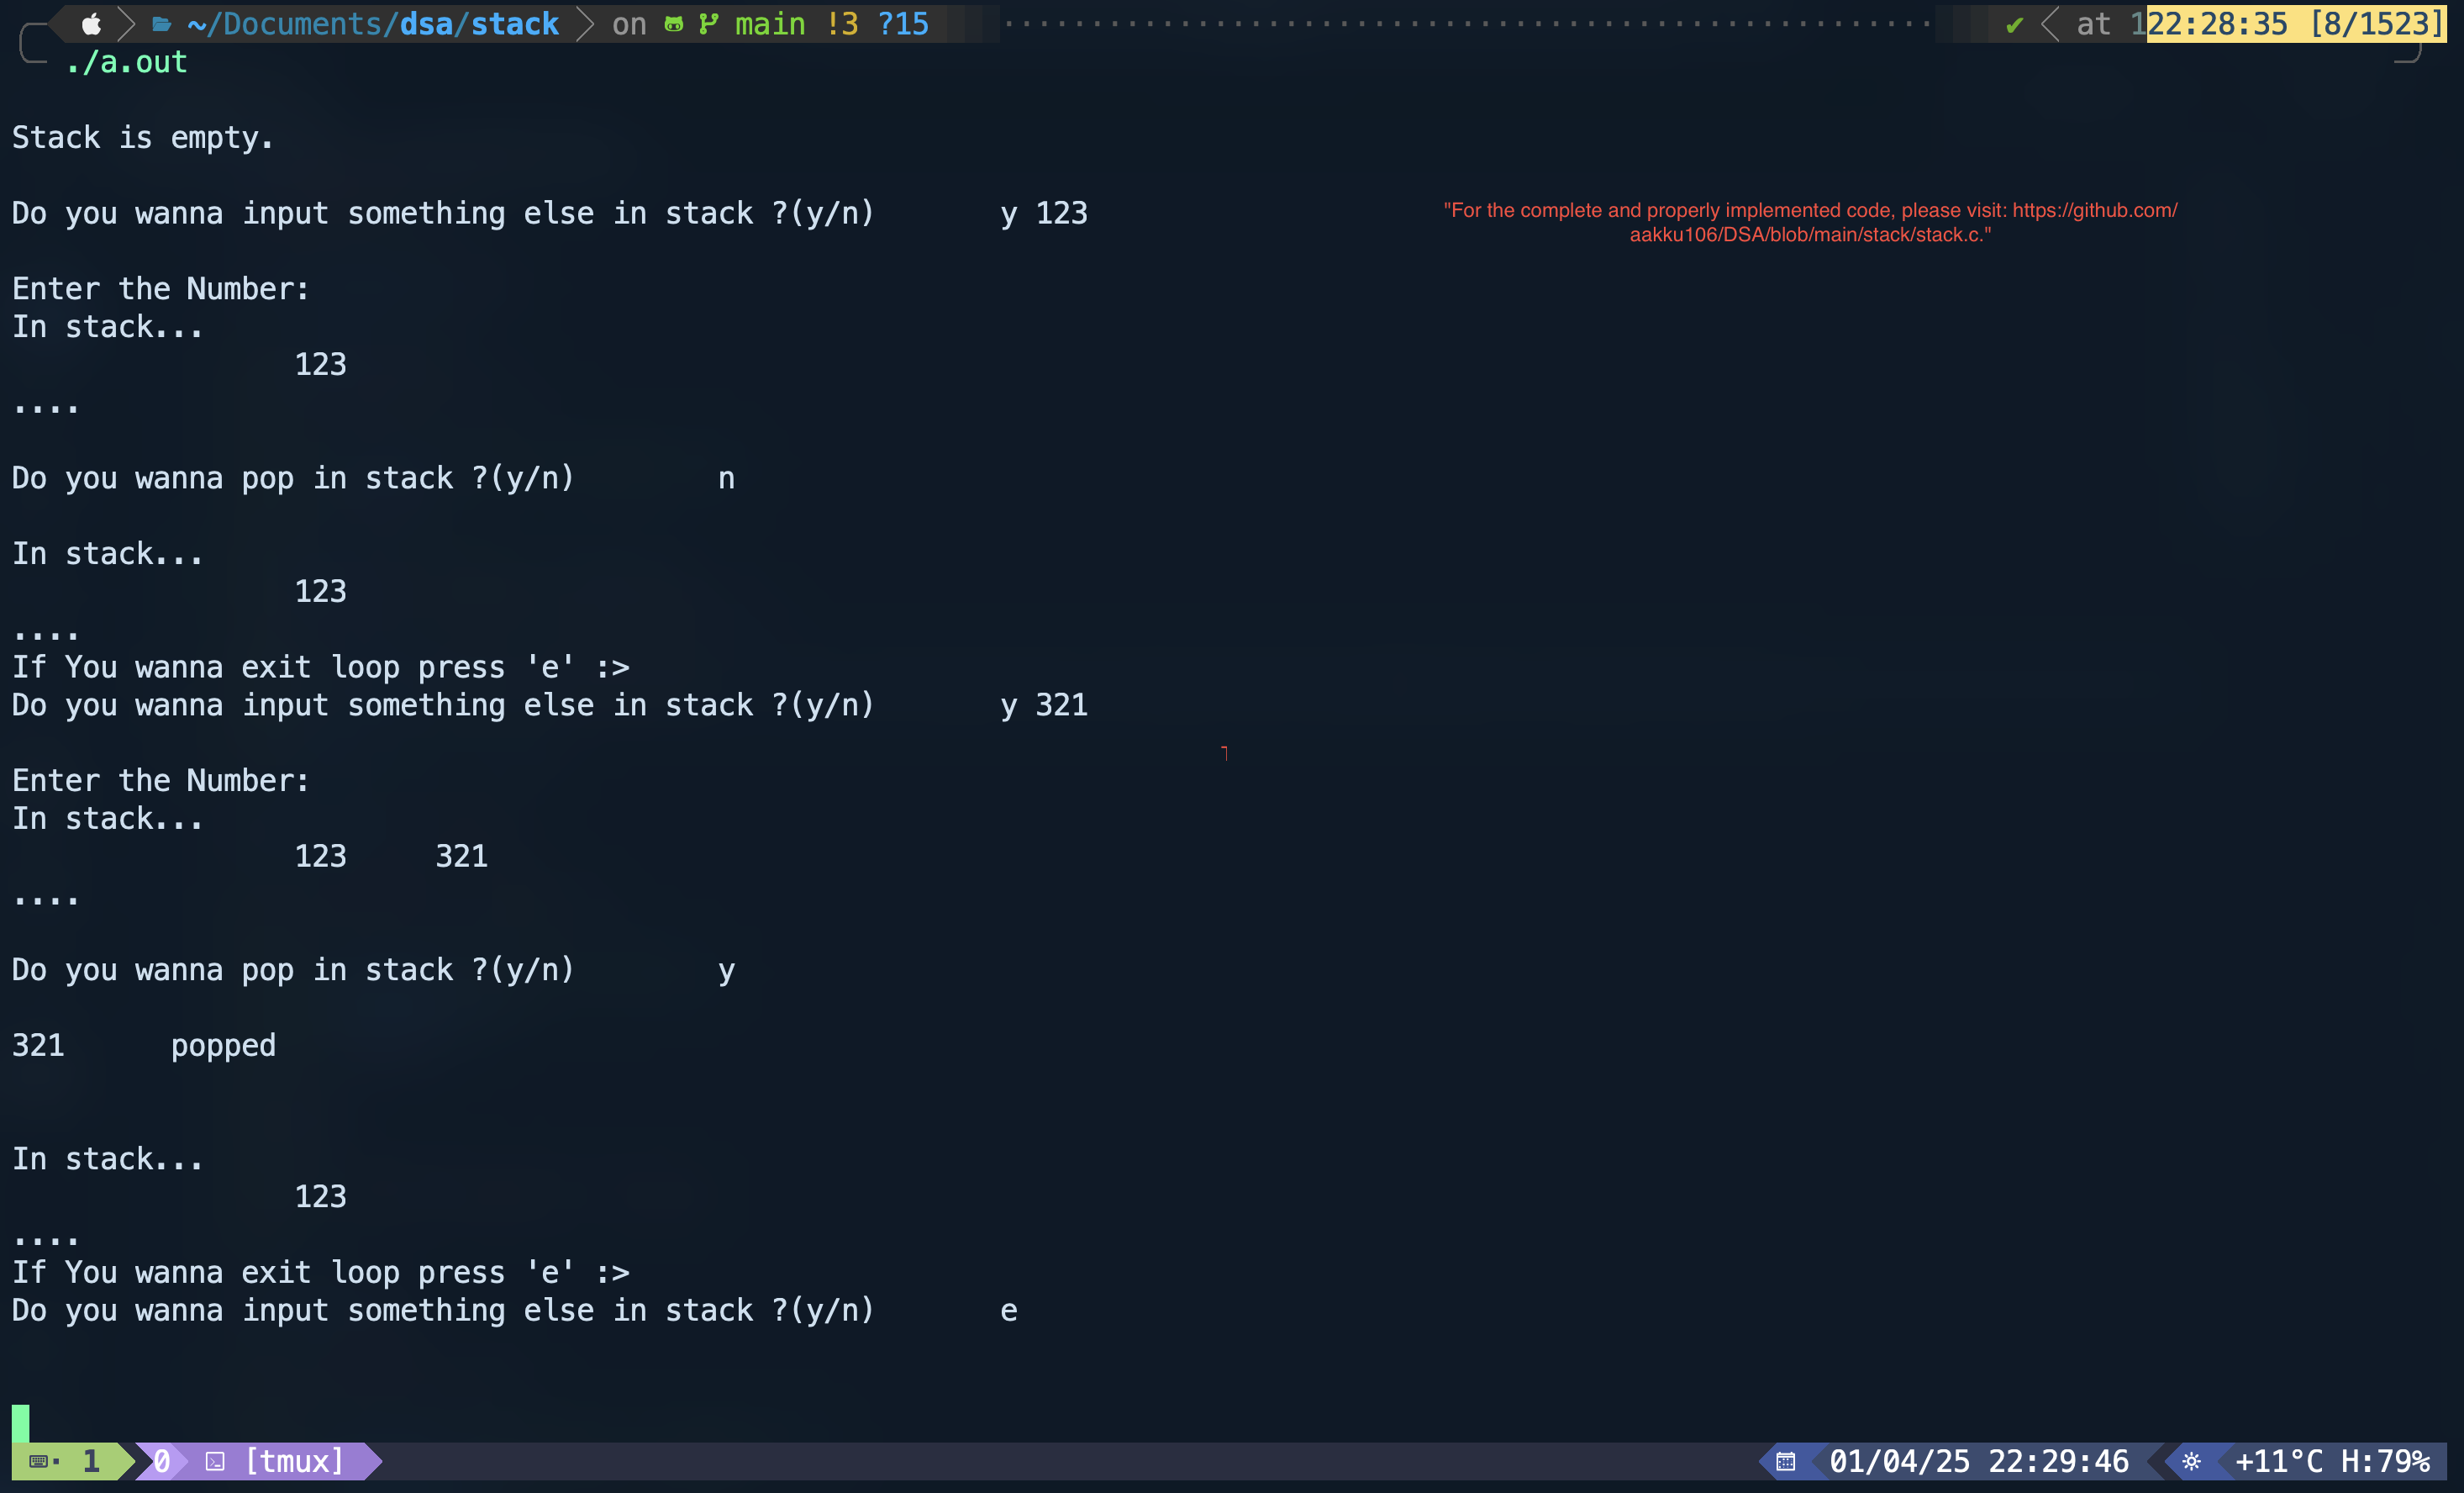 ~/Documents/dsa/stack on main !3 ?15 ✔ at 122:28:35 [8/1523]
./a.out
Stack is empty.
Do you wanna input something else in stack ?(y/n) y 123
"For the complete and properly implemented code, please visit: https://github.com/
aakku106/DSA/blob/main/stack/stack.c."
Enter the Number:
In stack...
123
....
Do you wanna pop in stack ?(y/n) n
In stack...
123
....
If You wanna exit loop press 'e' :>
Do you wanna input something else in stack ?(y/n) y 321
Enter the Number:
In stack...
123 321
....
Do you wanna pop in stack ?(y/n) y
321 popped
In stack...
123
....
If You wanna exit loop press 'e' :>
Do you wanna input something else in stack ?(y/n) e
1 0 [tmux] 01/04/25 22:29:46 +11°C H:79%